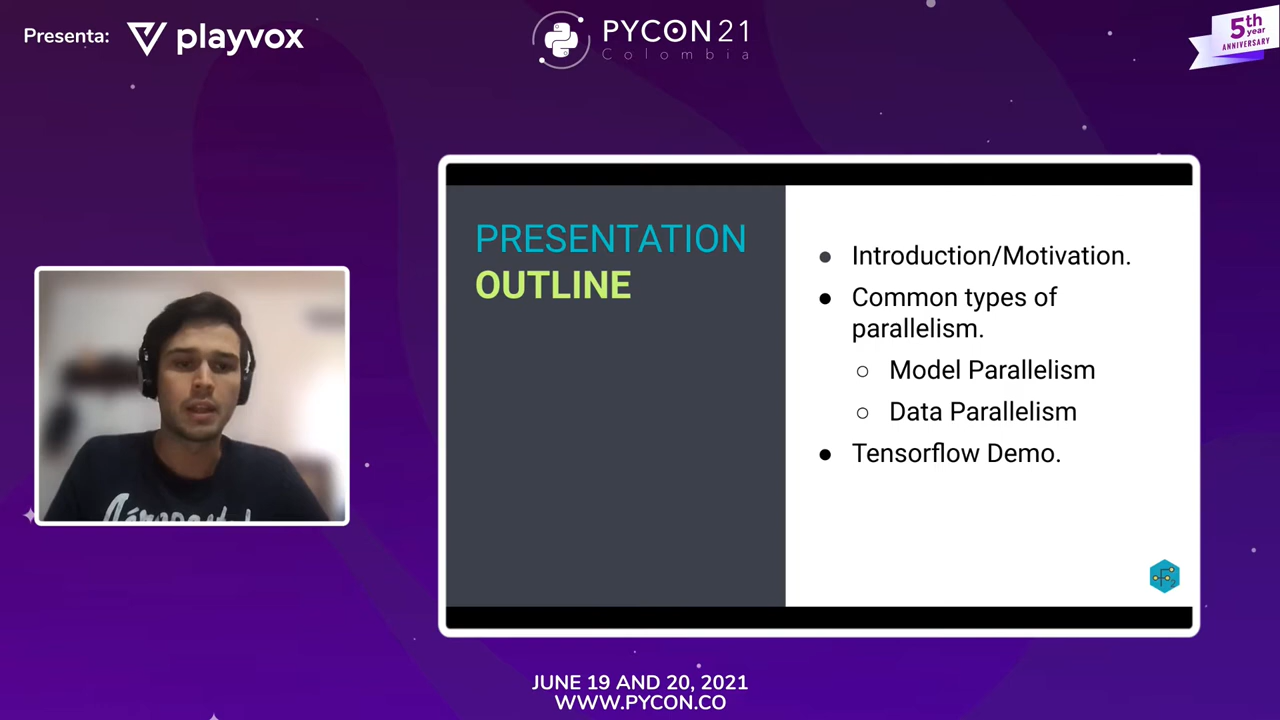 Presenta: playvox
PYCON 21
Colombia
5th
year
ANNIVERSARY
PRESENTATION
OUTLINE
● Introduction/Motivation.
● Common types of
parallelism.
○ Model Parallelism
○ Data Parallelism
● Tensorflow Demo.
JUNE 19 AND 20, 2021
WWW.PYCON.CO